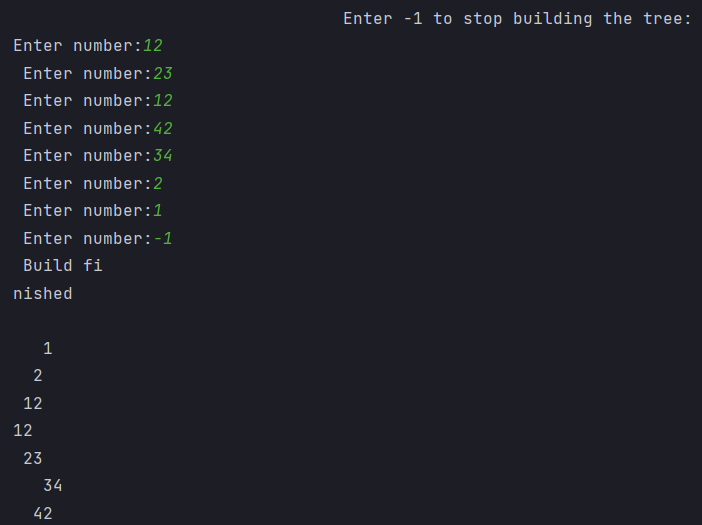 Enter -1 to stop building the tree:
Enter number:12
Enter number:23
Enter number:12
Enter number:42
Enter number:34
Enter number:2
Enter number:1
Enter number:-1
Build fi
nished
1
2
12
12
23
34
42